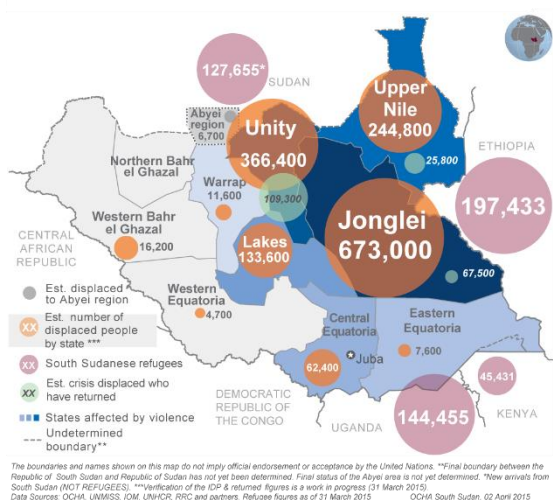 127,655*
SUDAN
Upper
Nile
244,800
Abyei
region
6,700
Unity
366,400
25,800
ETHIOPIA
Northern Bahr
el Ghazal
Warrap
11,600
109,300
197,433
Jonglei
673,000
Western Bahr
el Ghazal
16,200
CENTRAL
AFRICAN
REPUBLIC
Lakes
133,600
67,500
Est. displaced
to Abyei region
Western
Equatoria
4,700
xx
Est. number of
displaced people
by state ***
Central
Equatoria
Eastern
Equatoria
Juba
7,600
xx
South Sudanese refugees
62,400
45,431
xx
Est. crisis displaced who
have returned
DEMOCRATIC
REPUBLIC OF
THE CONGO
144,455
KENYA
UGANDA
States affected by violence
Undetermined
boundary**
The boundaries and names shown on this map do not imply official endorsement or acceptance by the United Nations. **Final boundary between the
Republic of South Sudan and Republic of Sudan has not yet been determined. Final status of the Abyei area is not yet determined. *New arrivals from
South Sudan (NOT REFUGEES). ***Verification of the IDP & returned figures is a work in progress (31 March 2015)
Data Sources: OCHA, UNMISS, IOM, UNHCR, RRC and partners. Refugee figures as of 31 March 2015
OCHA South Sudan, 02 April 2015